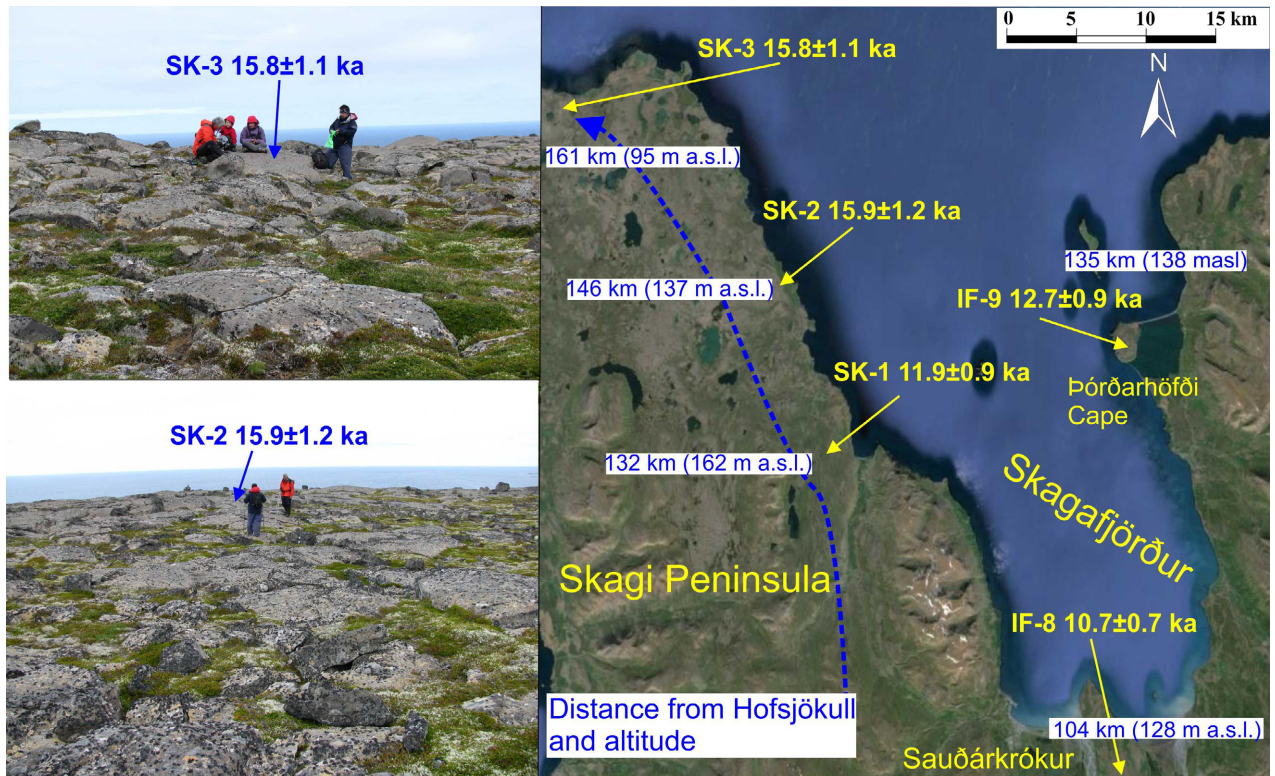 SK-3 15.8±1.1 ka
SK-2 15.9±1.2 ka
0 5 10 15 km
N
SK-3 15.8±1.1 ka
161 km (95 m a.s.l.)
SK-2 15.9±1.2 ka
146 km (137 m a.s.l.)
135 km (138 masl)
IF-9 12.7±0.9 ka
Þórðarhöfði
Cape
SK-1 11.9±0.9 ka
132 km (162 m a.s.l.)
Skagafjörður
Skagi Peninsula
IF-8 10.7±0.7 ka
Distance from Hofsjökull
and altitude
104 km (128 m a.s.l.)
Sauðárkrókur